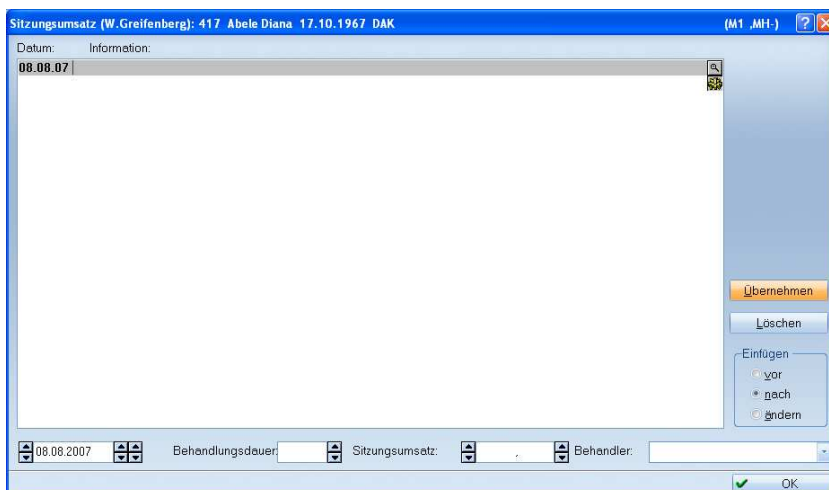 Sitzungsumsatz (W.Greifenberg): 417 Abele Diana 17.10.1967 DAK (M1 ,MH-)
Datum: Information:
08.08.07
Übernehmen
Löschen
Einfügen
vor
nach
ändern
08.08.2007 Behandlungsdauer: Sitzungsumsatz: , Behandler:
OK